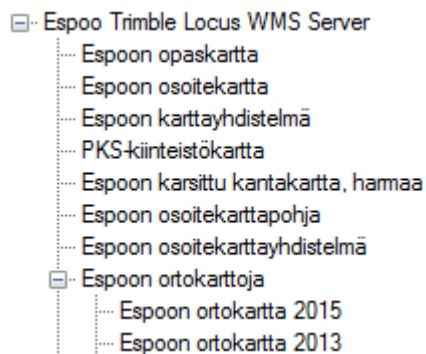 Espoo Trimble Locus WMS Server
Espoon opaskartta
Espoon osoitekartta
Espoon karttayhdistelmä
PKS-kiinteistökartta
Espoon karsittu kantakartta, harmaa
Espoon osoitekarttapohja
Espoon osoitekarttayhdistelmä
Espoon ortokarttoja
Espoon ortokartta 2015
Espoon ortokartta 2013